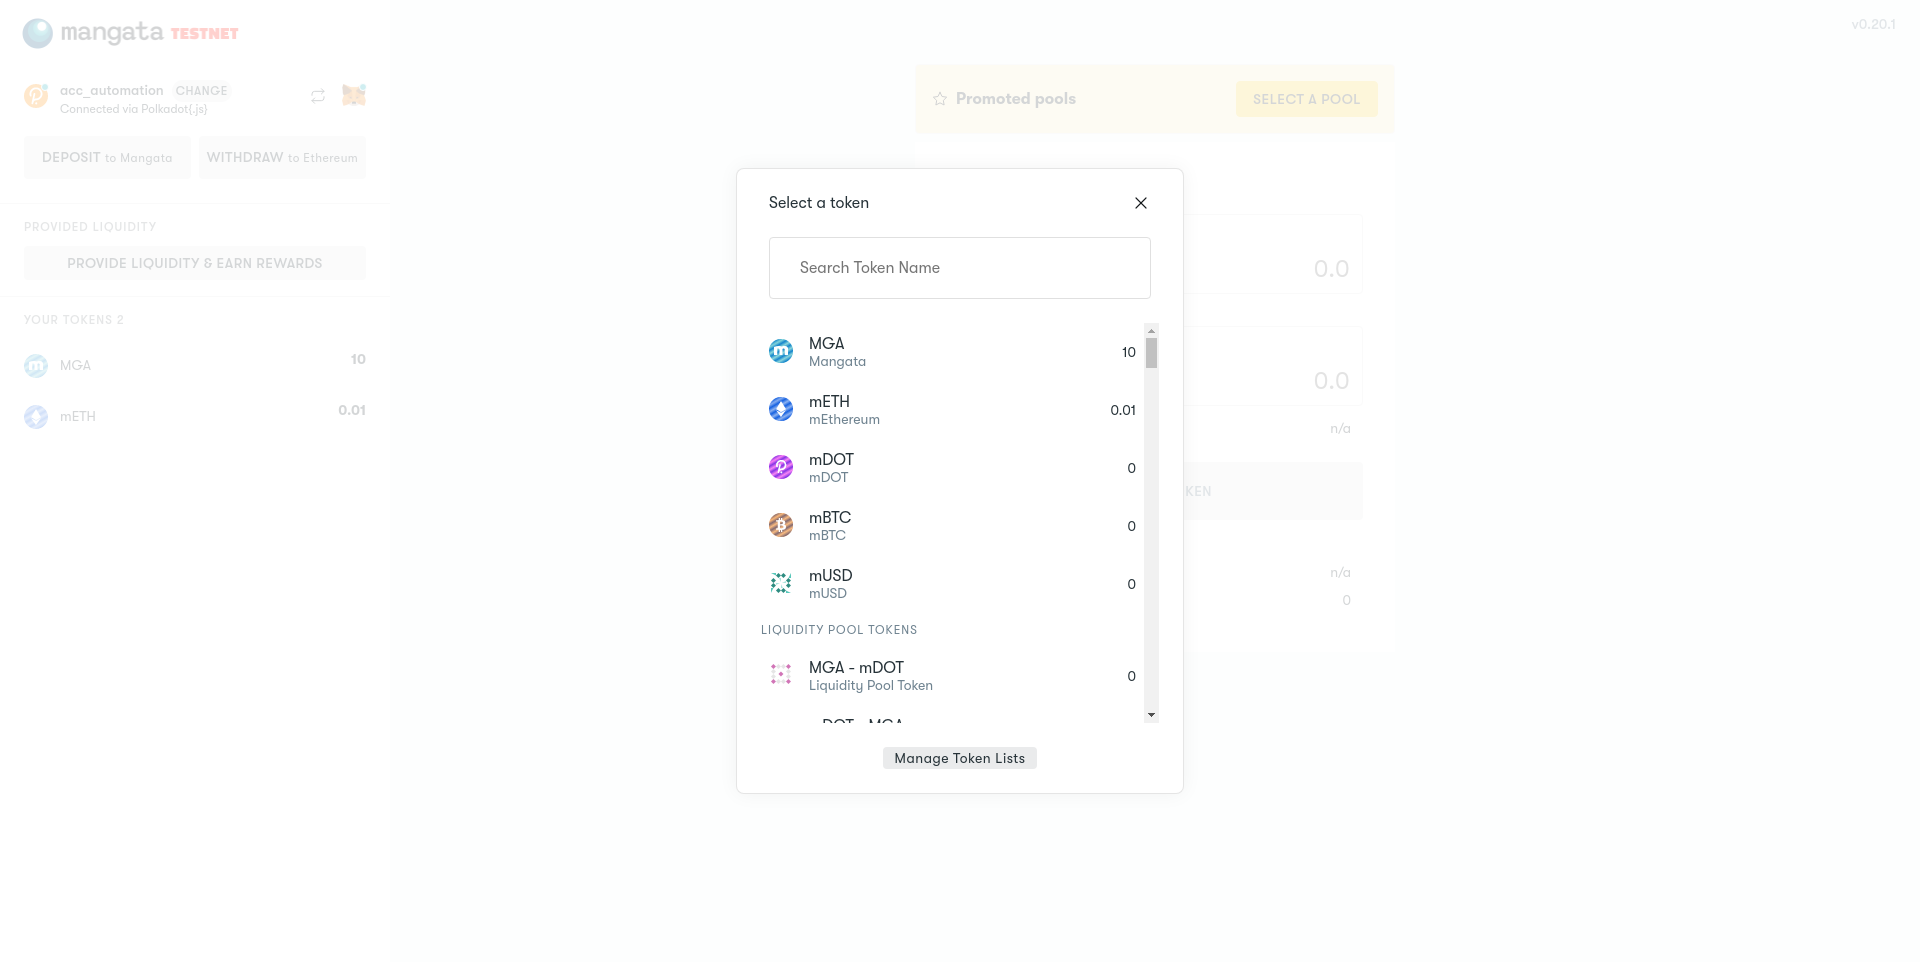 mangata TESTNET
v0.20.1
acc_automation CHANGE
Connected via Polkadot{.js}
DEPOSIT to Mangata
WITHDRAW to Ethereum
PROVIDED LIQUIDITY
PROVIDE LIQUIDITY & EARN REWARDS
YOUR TOKENS 2
MGA
10
mETH
0.01
Promoted pools
SELECT A POOL
0.0
0.0
n/a
KEN
n/a
0
Select a token
Search Token Name
MGA
Mangata
10
mETH
mEthereum
0.01
mDOT
mDOT
0
mBTC
mBTC
0
mUSD
mUSD
0
LIQUIDITY POOL TOKENS
MGA - mDOT
Liquidity Pool Token
0
mDOT - MGA
Manage Token Lists